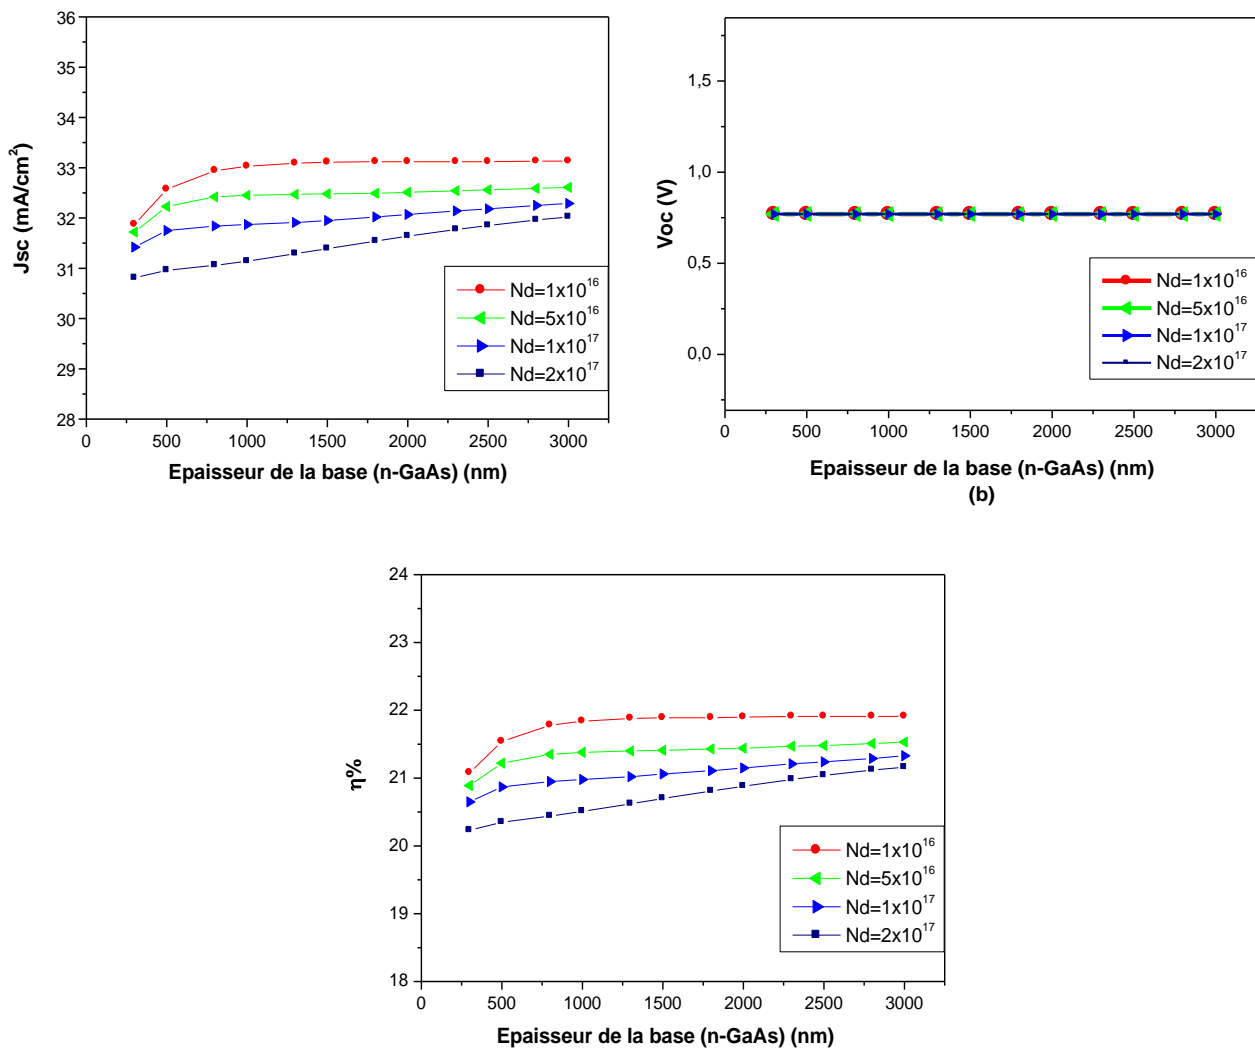 36
35
34
33
32
31
30
29
28
Jsc (mA/cm²)
Nd=1x10¹⁶
Nd=5x10¹⁶
Nd=1x10¹⁷
Nd=2x10¹⁷
0 500 1000 1500 2000 2500 3000
Epaisseur de la base (n-GaAs) (nm)
1,5
1,0
0,5
0,0
Voc (V)
Nd=1x10¹⁶
Nd=5x10¹⁶
Nd=1x10¹⁷
Nd=2x10¹⁷
0 500 1000 1500 2000 2500 3000
Epaisseur de la base (n-GaAs) (nm)
(b)
24
23
22
21
20
19
18
η%
Nd=1x10¹⁶
Nd=5x10¹⁶
Nd=1x10¹⁷
Nd=2x10¹⁷
0 500 1000 1500 2000 2500 3000
Epaisseur de la base (n-GaAs) (nm)